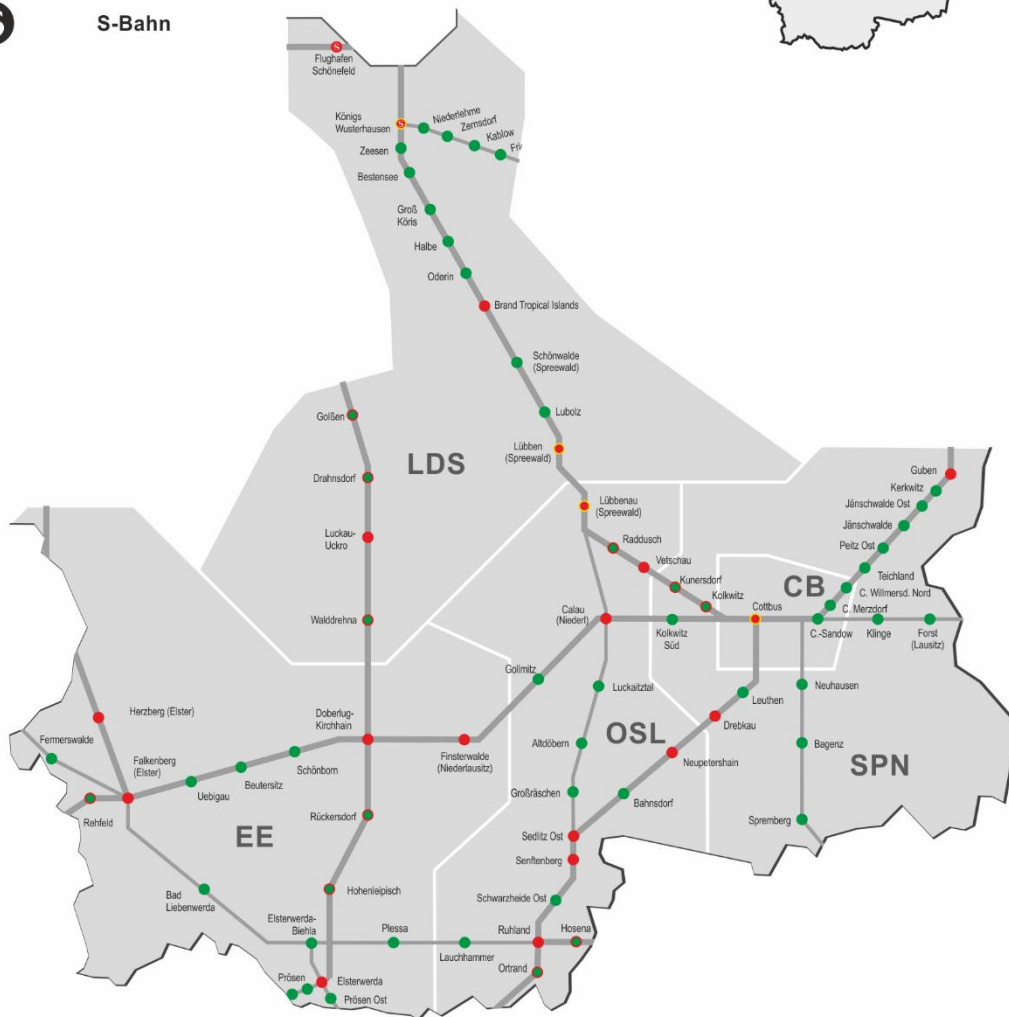 S
S-Bahn
S
Flughafen
Schönefeld
Königs
Wusterhausen
S
Niederlehme
Zernsdorf
Kablow
Zeesen
Bestensee
Groß
Köris
Halbe
Oderin
Brand Tropical Islands
Schönwalde
(Spreewald)
Lubolz
Golßen
LDS
Lübben
(Spreewald)
Drahnsdorf
Guben
Kerkwitz
Jänschwalde Ost
Jänschwalde
Lübbenau
(Spreewald)
Luckau-
Uckro
Raddusch
Vetschau
Peitz Ost
Teichland
Kunersdorf
Kolkwitz
CB
C. Willmersd. Nord
C. Merzdorf
Cottbus
Walddrehna
Calau
(Niederl)
Kolkwitz
Süd
C.-Sandow
Klinge
Forst
(Lausitz)
Gollmitz
Luckaitztal
Leuthen
Neuhausen
Herzberg (Elster)
Doberlug-
Kirchhain
Drebkau
Fermerswalde
Falkenberg
(Elster)
Schönborn
Finsterwalde
(Niederlausitz)
Altdöbern
OSL
Bagenz
Neupetershain
SPN
Beutersitz
Uebigau
Rehfeld
Großräschen
Bahnsdorf
Rückersdorf
EE
Spremberg
Sedlitz Ost
Senftenberg
Bad
Liebenwerda
Hohenleipisch
Schwarzheide Ost
Elsterwerda-
Biehla
Plessa
Lauchhammer
Ruhland
Hosena
Ortrand
Prösen
Elsterwerda
Prösen Ost